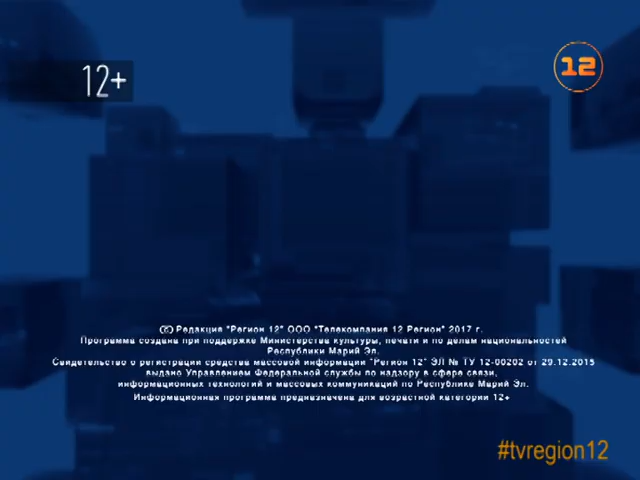 12+
12
© Редакция "Регион 12" ООО "Телекомпания 12 Регион" 2017 г.
Программа создана при поддержке Министерства культуры, печати и по делам национальностей
Республики Марий Эл.
Свидетельство о регистрации средства массовой информации "Регион 12" ЭЛ № ТУ 12-00202 от 29.12.2015
выдано Управлением Федеральной службы по надзору в сфере связи,
информационных технологий и массовых коммуникаций по Республике Марий Эл.
Информационная программа предназначена для возрастной категории 12+
#tvregion12